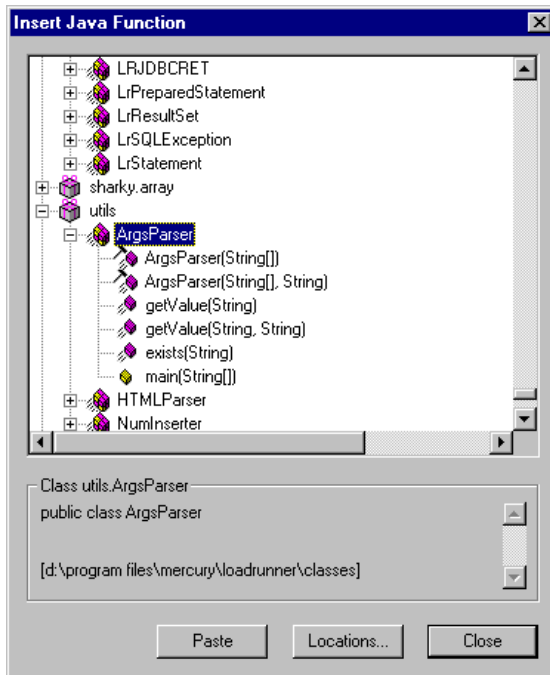 Insert Java Function
LRJDBCRET
LrPreparedStatement
LrResultSet
LrSQLException
LrStatement
sharky.array
utils
ArgsParser
ArgsParser(String[])
ArgsParser(String[], String)
getValue(String)
getValue(String, String)
exists(String)
main(String[])
HTMLParser
NumInserter
Class utils.ArgsParser
public class ArgsParser
[d:\program files\mercury\loadrunner\classes]
Paste Locations... Close